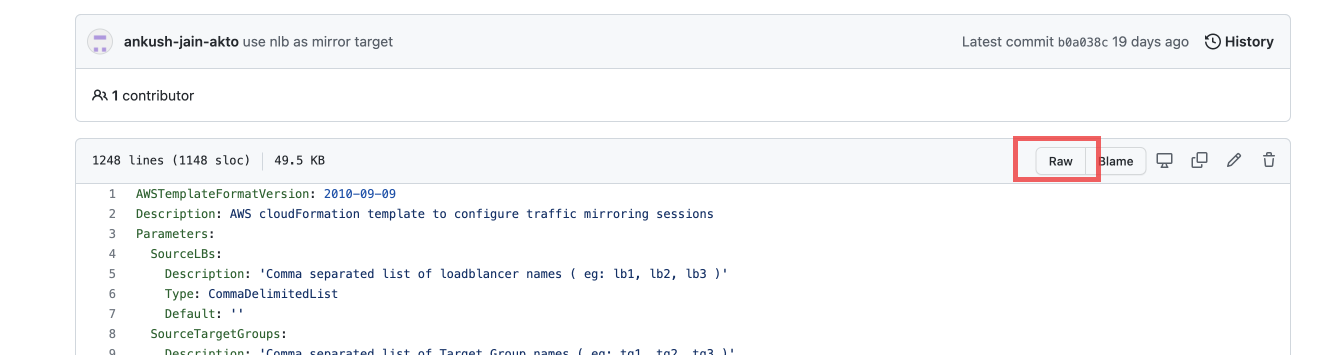 ankush-jain-akto use nlb as mirror target Latest commit b0a038c 19 days ago History
1 contributor
1248 lines (1148 sloc) 49.5 KB Raw Blame
1 AWSTemplateFormatVersion: 2010-09-09
2 Description: AWS cloudFormation template to configure traffic mirroring sessions
3 Parameters:
4 SourceLBs:
5 Description: 'Comma separated list of loadblancer names ( eg: lb1, lb2, lb3 )'
6 Type: CommaDelimitedList
7 Default: ''
8 SourceTargetGroups:
9 Description: 'Comma separated list of Target Group names ( eg: tg1, tg2, tg3 )'